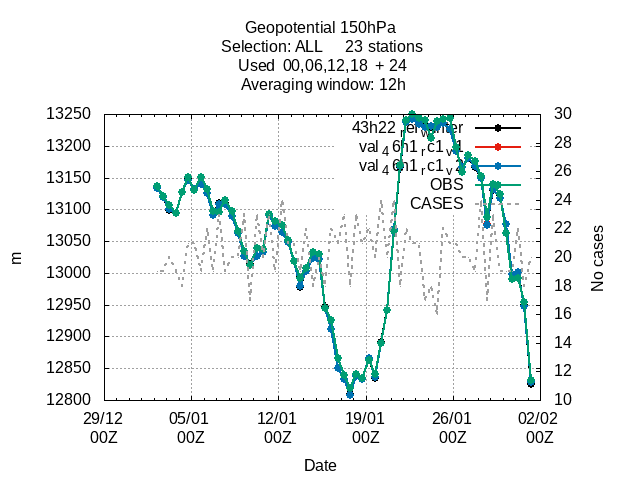 Geopotential 150hPa
Selection: ALL 23 stations
Used 00,06,12,18 + 24
Averaging window: 12h
13250
13200
13150
13100
13050
13000
12950
12900
12850
12800
30
28
26
24
22
20
18
16
14
12
10
m
No cases
OBS
CASES
29/12 05/01 12/01 19/01 26/01 02/02
00Z 00Z 00Z 00Z 00Z 00Z
Date